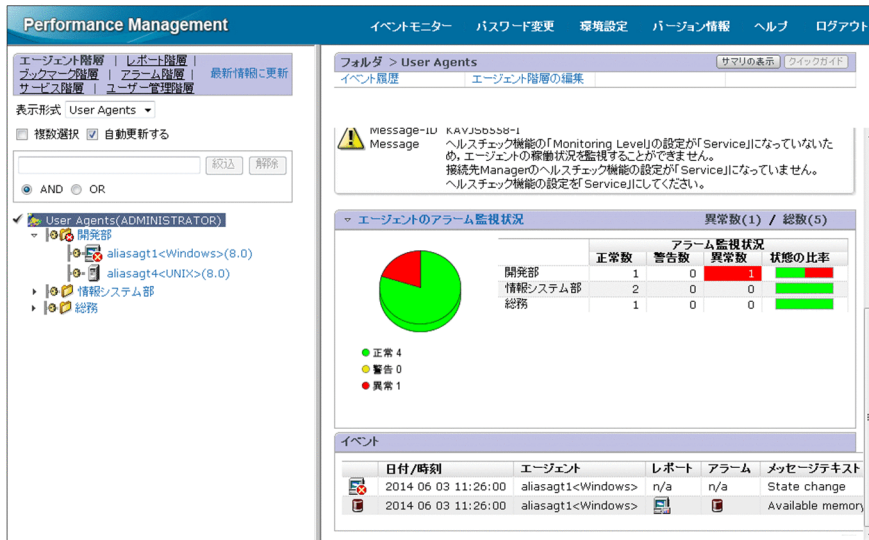 Performance Management
イベントモニター パスワード変更 環境設定 バージョン情報 ヘルプ ログアウト
エージェント階層 | レポート階層 |
ブックマーク階層 | アラーム階層 |
サービス階層 | ユーザー管理階層
最新情報に更新
表示形式 User Agents
複数選択 自動更新する
絞込 解除
AND OR
User Agents(ADMINISTRATOR)
開発部
aliasagt1<Windows>(8.0)
aliasagt4<UNIX>(8.0)
情報システム部
総務
フォルダ > User Agents
サマリの表示 クイックガイド
イベント履歴 エージェント階層の編集
Message-ID KAVJS6558-I
Message ヘルスチェック機能の「Monitoring Level」の設定が「Service」になっていないた
め，エージェントの稼働状況を監視することができません。
接続先Managerのヘルスチェック機能の設定が「Service」になっていません。
ヘルスチェック機能の設定を「Service」にしてください。
エージェントのアラーム監視状況 異常数(1) / 総数(5)
アラーム監視状況
正常数 警告数 異常数 状態の比率
開発部 1 0 1
情報システム部 2 0 0
総務 1 0 0
正常 4
警告 0
異常 1
イベント
日付/時刻 エージェント レポート アラーム メッセージテキスト
2014 06 03 11:26:00 aliasagt1<Windows> n/a n/a State change
2014 06 03 11:26:00 aliasagt1<Windows> Available memory